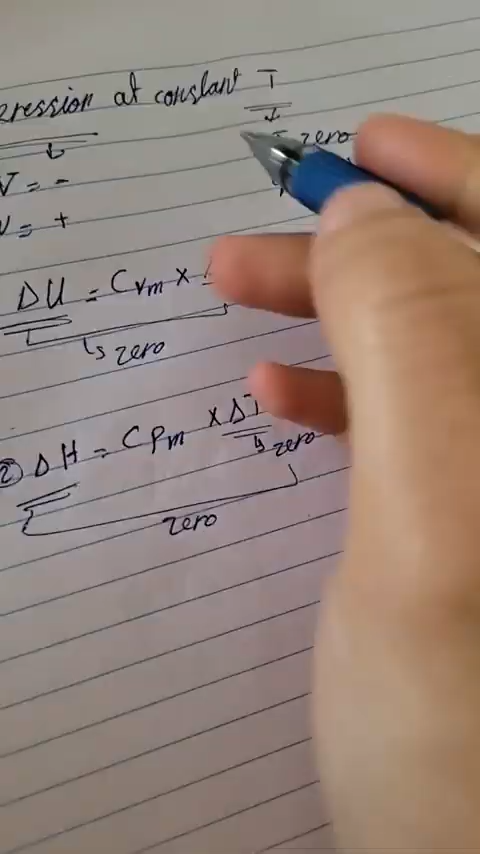 ression at constant T
zero
V = -
= +
ΔU = Cvm ×
↳ zero
② ΔH = Cpm × ΔT
↳ zero
zero